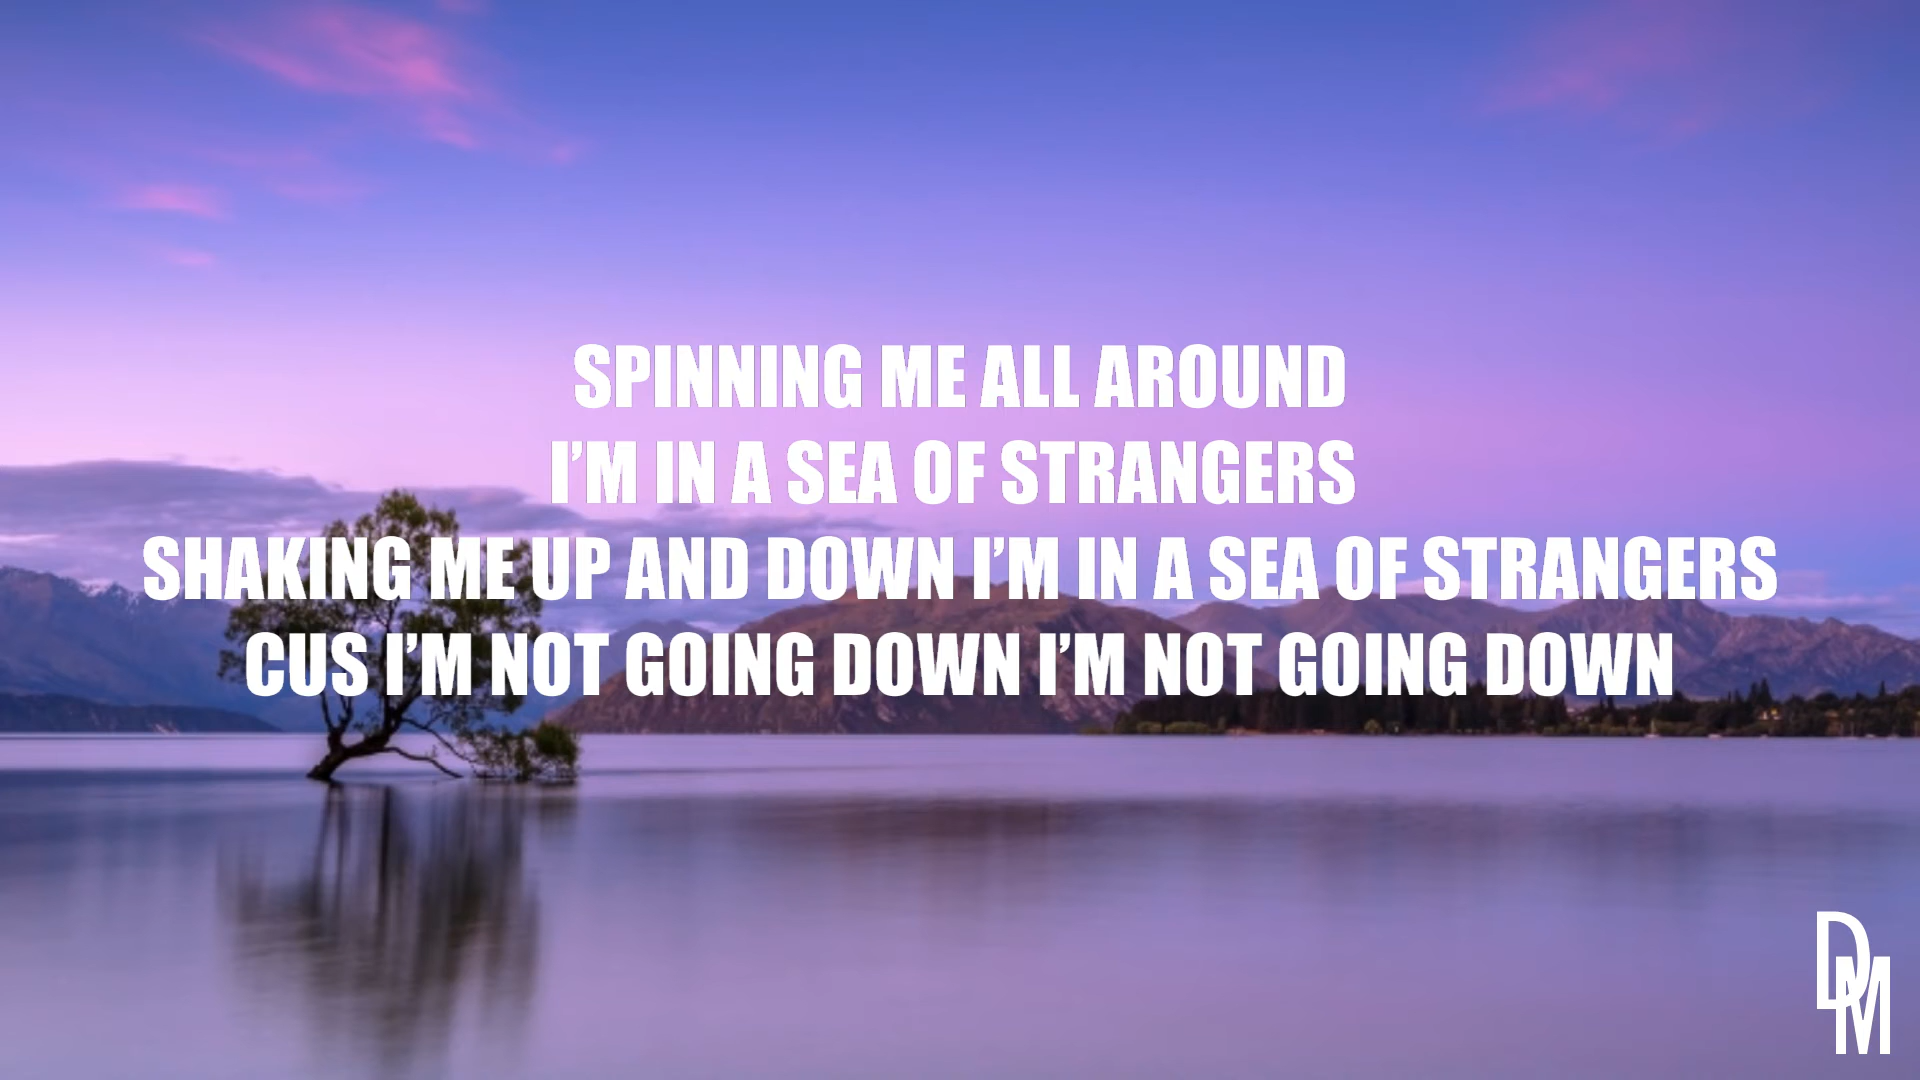 SPINNING ME ALL AROUND
I'M IN A SEA OF STRANGERS
SHAKING ME UP AND DOWN I'M IN A SEA OF STRANGERS
CUS I'M NOT GOING DOWN I'M NOT GOING DOWN
DM